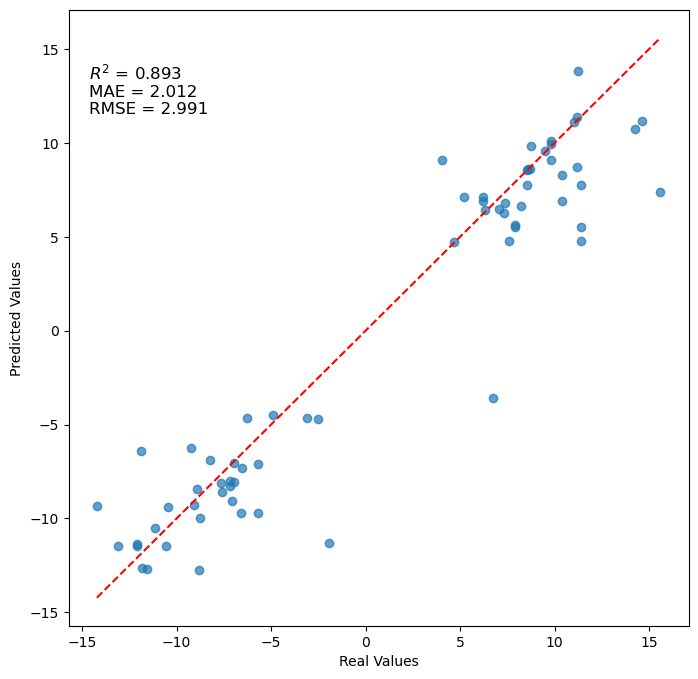 R² = 0.893
MAE = 2.012
RMSE = 2.991
15
10
5
0
−5
−10
−15
Predicted Values
−15 −10 −5 0 5 10 15
Real Values